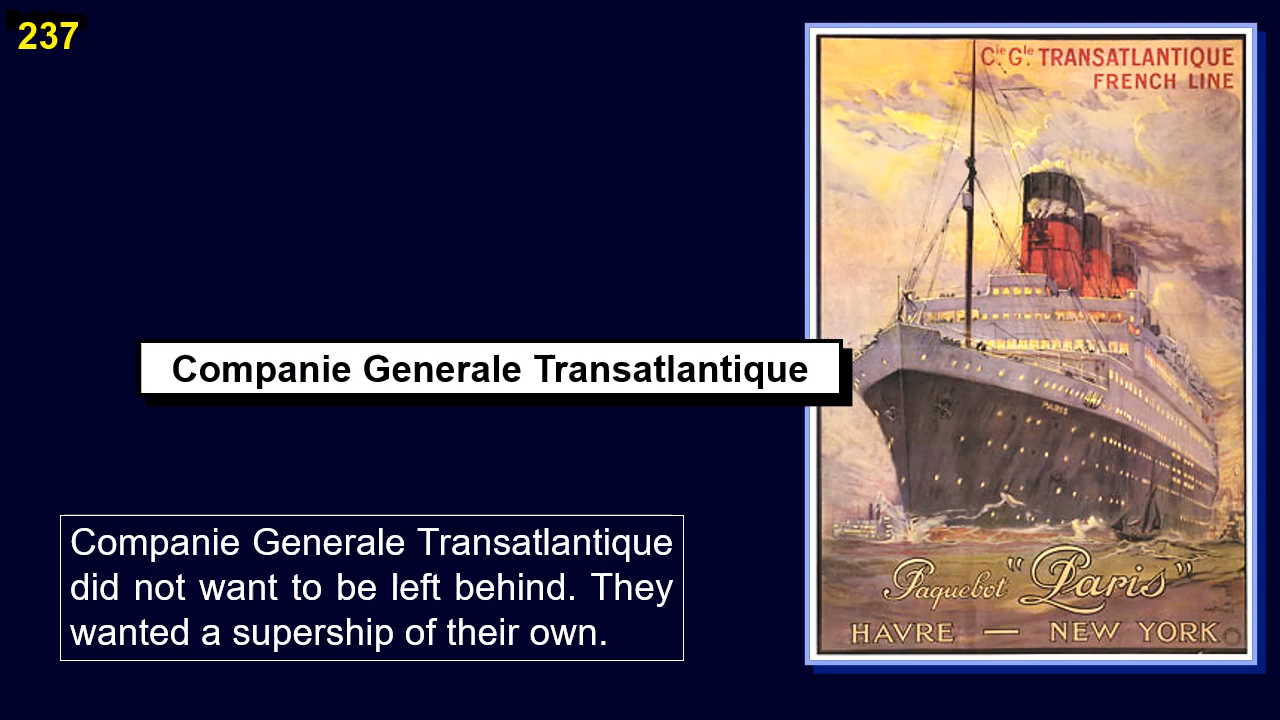 237
Cie. Gle. TRANSATLANTIQUE
FRENCH LINE
Companie Generale Transatlantique
PARIS
Companie Generale Transatlantique
did not want to be left behind. They
wanted a supership of their own.
Paquebot "Paris"
HAVRE — NEW YORK